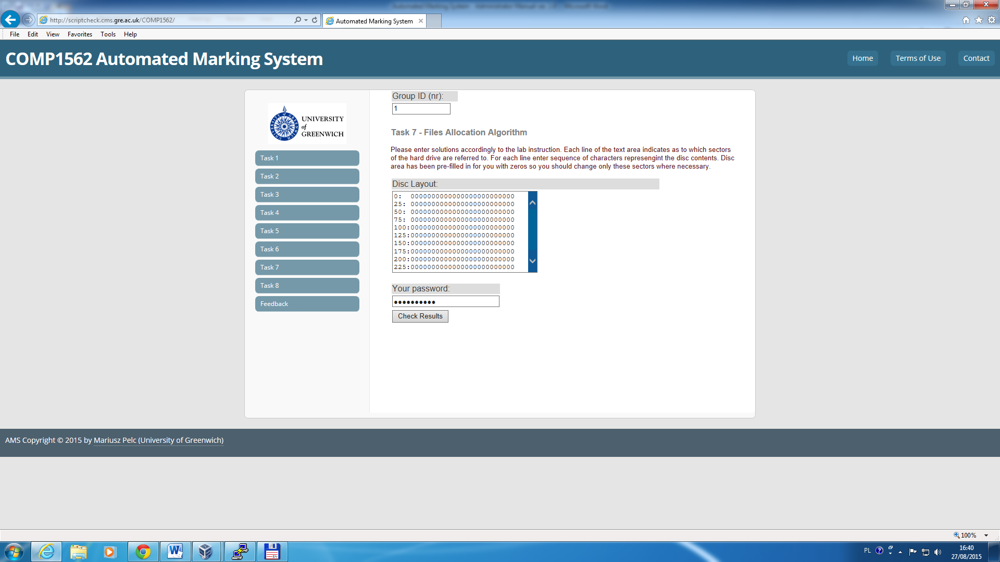 http://scriptcheck.cms.gre.ac.uk/COMP1562/
Automated Marking System
File Edit View Favorites Tools Help
COMP1562 Automated Marking System
Home Terms of Use Contact
UNIVERSITY
of
GREENWICH
Task 1
Task 2
Task 3
Task 4
Task 5
Task 6
Task 7
Task 8
Feedback
Group ID (nr):
1
Task 7 - Files Allocation Algorithm
Please enter solutions accordingly to the lab instruction. Each line of the text area indicates as to which sectors
of the hard drive are referred to. For each line enter sequence of characters represengint the disc contents. Disc
area has been pre-filled in for you with zeros so you should change only these sectors where necessary.
Disc Layout:
0: 0000000000000000000000000
25: 0000000000000000000000000
50: 0000000000000000000000000
75: 0000000000000000000000000
100:0000000000000000000000000
125:0000000000000000000000000
150:0000000000000000000000000
175:0000000000000000000000000
200:0000000000000000000000000
225:0000000000000000000000000
Your password:
••••••••••
Check Results
AMS Copyright © 2015 by Mariusz Pelc (University of Greenwich)
100%
PL
16:40
27/08/2015